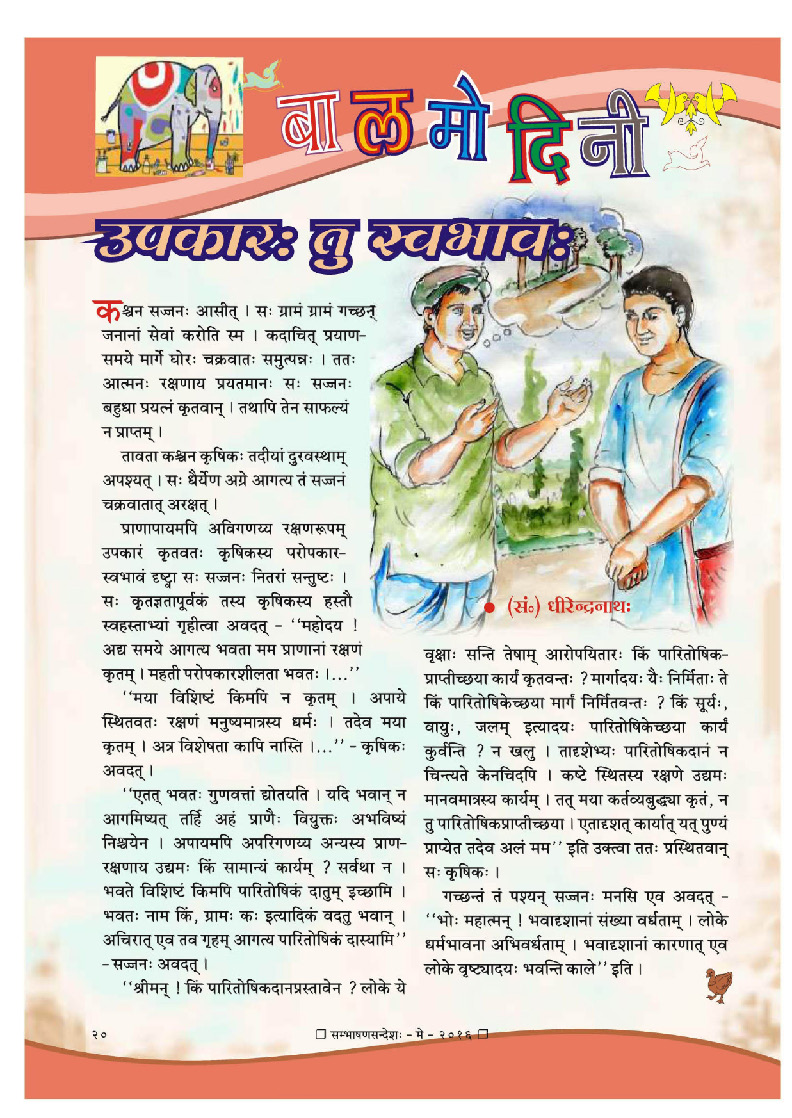 बालमोदिनी
उपकारः तु स्वभावः
कश्चन सज्जनः आसीत् । सः ग्रामं ग्रामं गच्छन्
जनानां सेवां करोति स्म । कदाचित् प्रयाण-
समये मार्गे घोरः चक्रवातः समुत्पन्नः । ततः
आत्मनः रक्षणाय प्रयतमानः सः सज्जनः
बहुधा प्रयत्नं कृतवान् । तथापि तेन साफल्यं
न प्राप्तम् ।
तावता कश्चन कृषिकः तदीयां दुरवस्थाम्
अपश्यत् । सः धैर्येण अग्रे आगत्य तं सज्जनं
चक्रवातात् अरक्षत् ।
प्राणापायमपि अविगणय्य रक्षणरूपम्
उपकारं कृतवतः कृषिकस्य परोपकार-
स्वभावं दृष्ट्वा सः सज्जनः नितरां सन्तुष्टः ।
सः कृतज्ञतापूर्वकं तस्य कृषिकस्य हस्तौ
स्वहस्ताभ्यां गृहीत्वा अवदत् - ‘‘महोदय !
अद्य समये आगत्य भवता मम प्राणानां रक्षणं
कृतम् । महती परोपकारशीलता भवतः ।...’’
‘‘मया विशिष्टं किमपि न कृतम् । अपाये
स्थितवतः रक्षणं मनुष्यमात्रस्य धर्मः । तदेव मया
कृतम् । अत्र विशेषता कापि नास्ति ।...’’ - कृषिकः
अवदत् ।
‘‘एतत् भवतः गुणवत्तां द्योतयति । यदि भवान् न
आगमिष्यत् तर्हि अहं प्राणैः वियुक्तः अभविष्यं
निश्चयेन । अपायमपि अपरिगणय्य अन्यस्य प्राण-
रक्षणाय उद्यमः किं सामान्यं कार्यम् ? सर्वथा न ।
भवते विशिष्टं किमपि पारितोषिकं दातुम् इच्छामि ।
भवतः नाम किं, ग्रामः कः इत्यादिकं वदतु भवान् ।
अचिरात् एव तव गृहम् आगत्य पारितोषिकं दास्यामि’’
- सज्जनः अवदत् ।
‘‘श्रीमन् ! किं पारितोषिकदानप्रस्तावेन ? लोके ये
• (सं०) धीरेन्द्रनाथः
वृक्षाः सन्ति तेषाम् आरोपयितारः किं पारितोषिक-
प्राप्तीच्छया कार्यं कृतवन्तः ? मार्गादयः यैः निर्मिताः ते
किं पारितोषिकेच्छया मार्गं निर्मितवन्तः ? किं सूर्यः,
वायुः, जलम् इत्यादयः पारितोषिकेच्छया कार्यं
कुर्वन्ति ? न खलु । तादृशेभ्यः पारितोषिकदानं न
चिन्त्यते केनचिदपि । कष्टे स्थितस्य रक्षणे उद्यमः
मानवमात्रस्य कार्यम् । तत् मया कर्तव्यबुद्ध्या कृतं, न
तु पारितोषिकप्राप्तीच्छया । एतादृशत् कार्यात् यत् पुण्यं
प्राप्येत तदेव अलं मम’’ इति उक्त्वा ततः प्रस्थितवान्
सः कृषिकः ।
गच्छन्तं तं पश्यन् सज्जनः मनसि एव अवदत् -
‘‘भोः महात्मन् ! भवादृशानां संख्या वर्धताम् । लोके
धर्मभावना अभिवर्धताम् । भवादृशानां कारणात् एव
लोके वृष्ट्यादयः भवन्ति काले’’ इति ।
२०
□ सम्भाषणसन्देशः - मे - २०१६ □